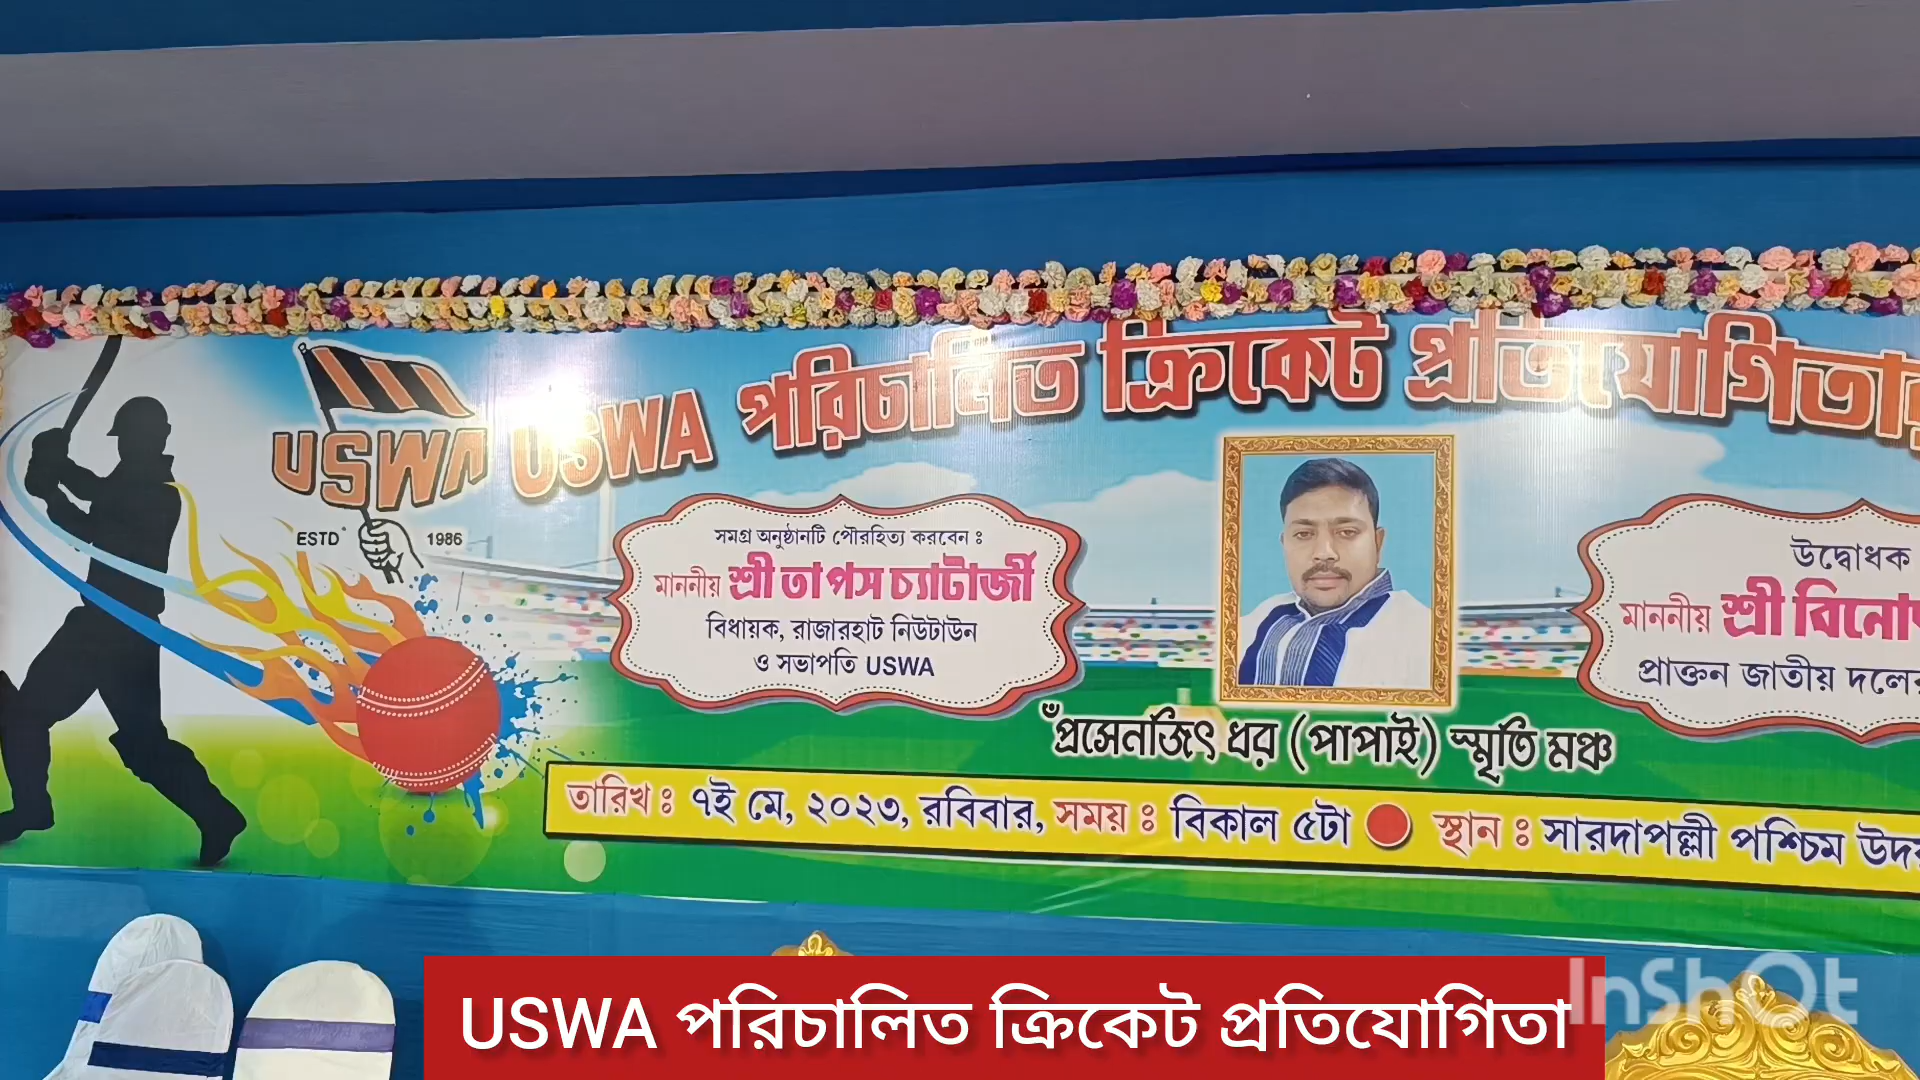 USWA পরিচালিত ক্রিকেট প্রতিযোগিতার
USWA
ESTD 1986
সমগ্র অনুষ্ঠানটি পৌরহিত্য করবেন ঃ
মাননীয় শ্রী তাপস চ্যাটার্জী
বিধায়ক, রাজারহাট নিউটাউন
ও সভাপতি USWA
উদ্বোধক
মাননীয় শ্রী
প্রাক্তন জাতীয় দলের
ঁপ্রসেনজিৎ ধর (পাপাই) স্মৃতি মঞ্চ
তারিখ ঃ ৭ই মে, ২০২৩, রবিবার, সময় ঃ বিকাল ৫টা স্থান ঃ সারদাপল্লী পশ্চিম
USWA পরিচালিত ক্রিকেট প্রতিযোগিতা
InShOt